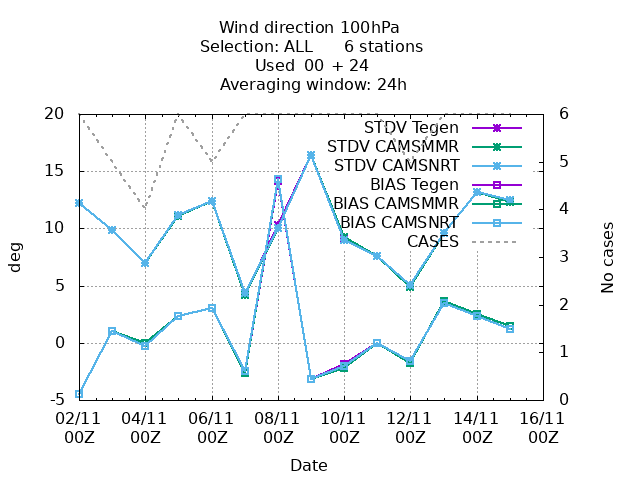 Wind direction 100hPa
Selection: ALL 6 stations
Used 00 + 24
Averaging window: 24h
20
15
10
5
0
-5
deg
6
5
4
3
2
1
0
No cases
STDV Tegen
STDV CAMSMMR
STDV CAMSNRT
BIAS Tegen
BIAS CAMSMMR
BIAS CAMSNRT
CASES
02/11 04/11 06/11 08/11 10/11 12/11 14/11 16/11
00Z 00Z 00Z 00Z 00Z 00Z 00Z 00Z
Date